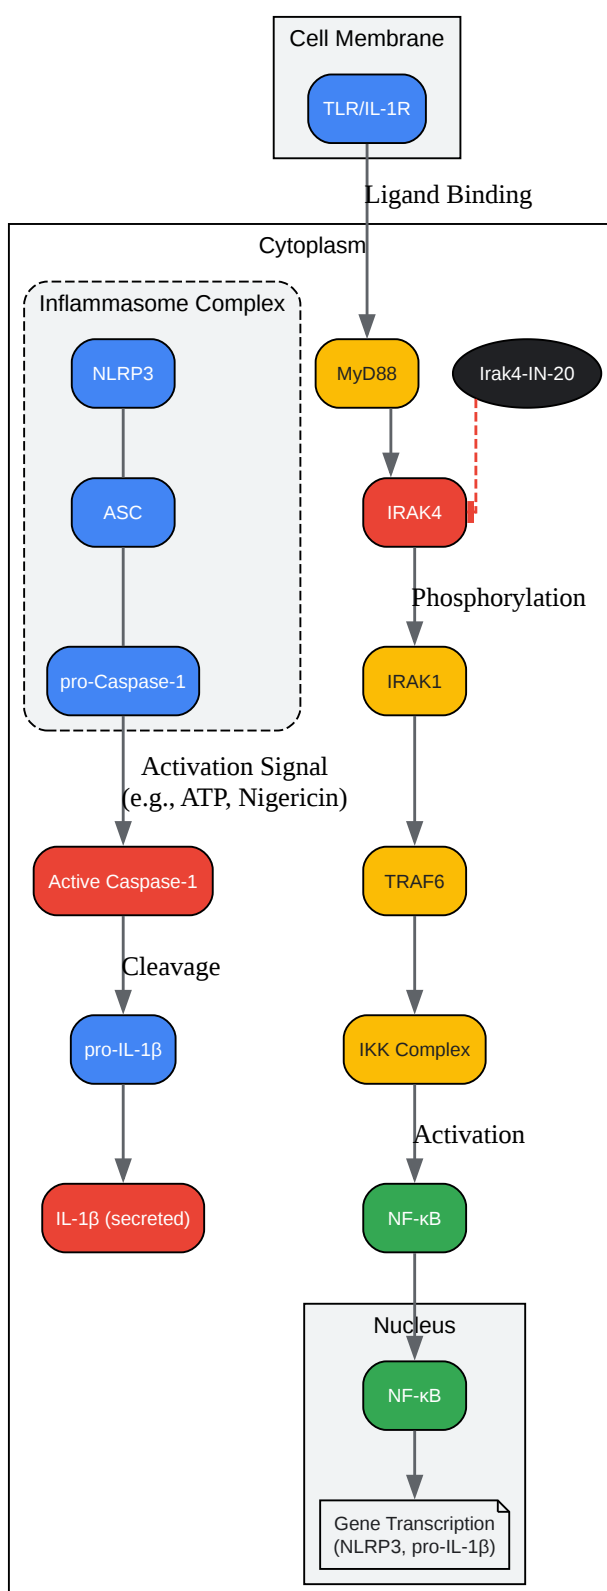 Cell Membrane
TLR/IL-1R
Ligand Binding
Cytoplasm
Inflammasome Complex
NLRP3
MyD88
Irak4-IN-20
ASC
IRAK4
Phosphorylation
pro-Caspase-1
IRAK1
Activation Signal
(e.g., ATP, Nigericin)
Active Caspase-1
TRAF6
Cleavage
pro-IL-1β
IKK Complex
Activation
IL-1β (secreted)
NF-κB
Nucleus
NF-κB
Gene Transcription
(NLRP3, pro-IL-1β)